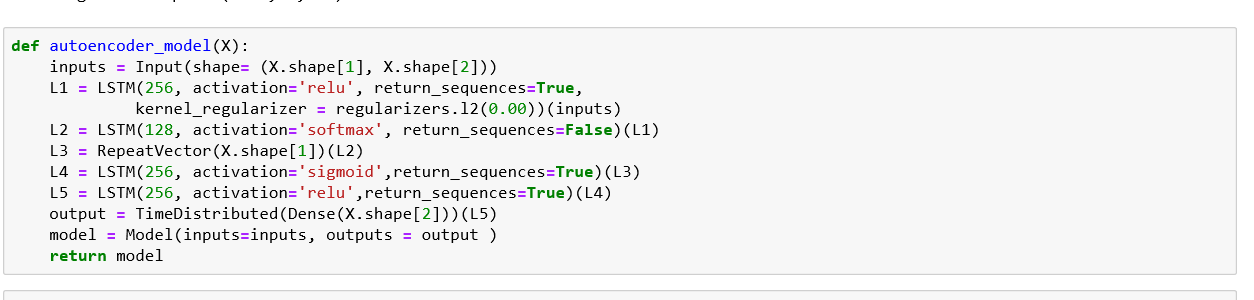 def autoencoder_model(X):
    inputs = Input(shape= (X.shape[1], X.shape[2]))
    L1 = LSTM(256, activation='relu', return_sequences=True,
             kernel_regularizer = regularizers.l2(0.00))(inputs)
    L2 = LSTM(128, activation='softmax', return_sequences=False)(L1)
    L3 = RepeatVector(X.shape[1])(L2)
    L4 = LSTM(256, activation='sigmoid',return_sequences=True)(L3)
    L5 = LSTM(256, activation='relu',return_sequences=True)(L4)
    output = TimeDistributed(Dense(X.shape[2]))(L5)
    model = Model(inputs=inputs, outputs = output )
    return model